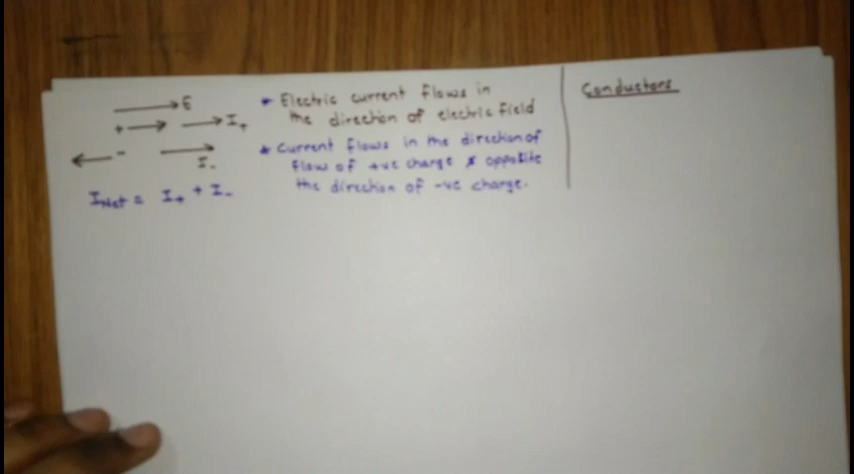 E
+ I+
- I-
INet = I+ + I-
* Electric current flows in
the direction of electric field
* Current flows in the direction of
flow of +ve charge & opposite
the direction of -ve charge.
Conductors